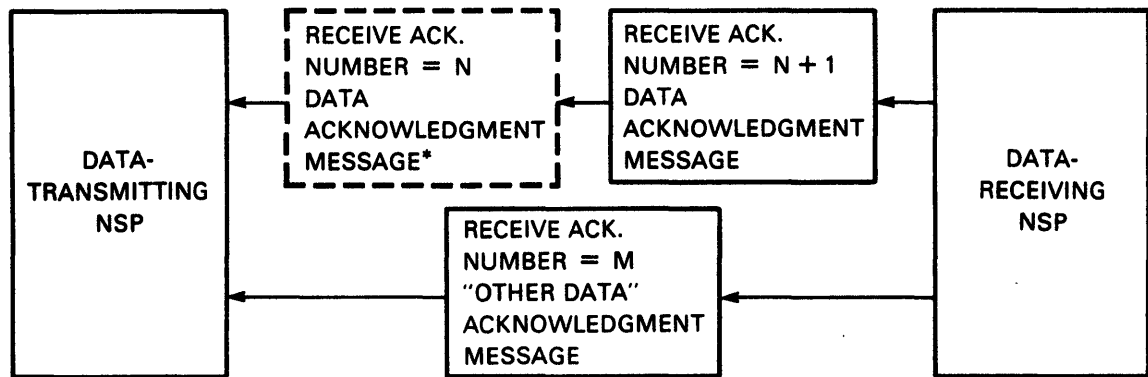 DATA-
TRANSMITTING
NSP
RECEIVE ACK.
NUMBER = N
DATA
ACKNOWLEDGMENT
MESSAGE*
RECEIVE ACK.
NUMBER = N + 1
DATA
ACKNOWLEDGMENT
MESSAGE
RECEIVE ACK.
NUMBER = M
"OTHER DATA"
ACKNOWLEDGMENT
MESSAGE
DATA-
RECEIVING
NSP